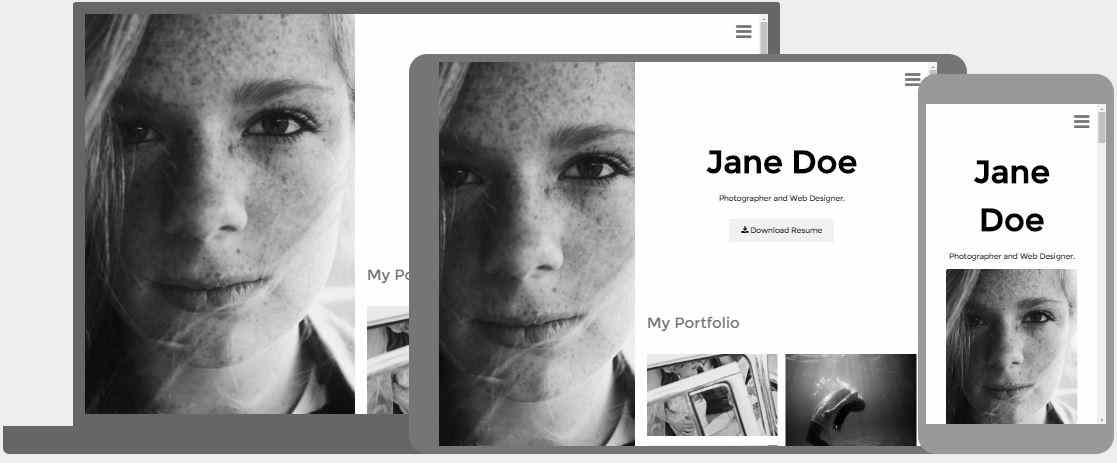 My Po
Jane Doe
Photographer and Web Designer.
Download Resume
My Portfolio
Jane
Doe
Photographer and Web Designer.